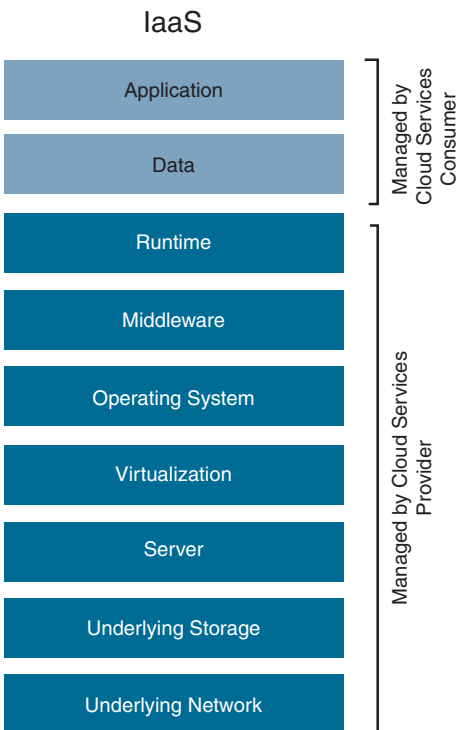 IaaS
Application
Data
Runtime
Middleware
Operating System
Virtualization
Server
Underlying Storage
Underlying Network
Managed by
Cloud Services
Consumer
Managed by Cloud Services
Provider